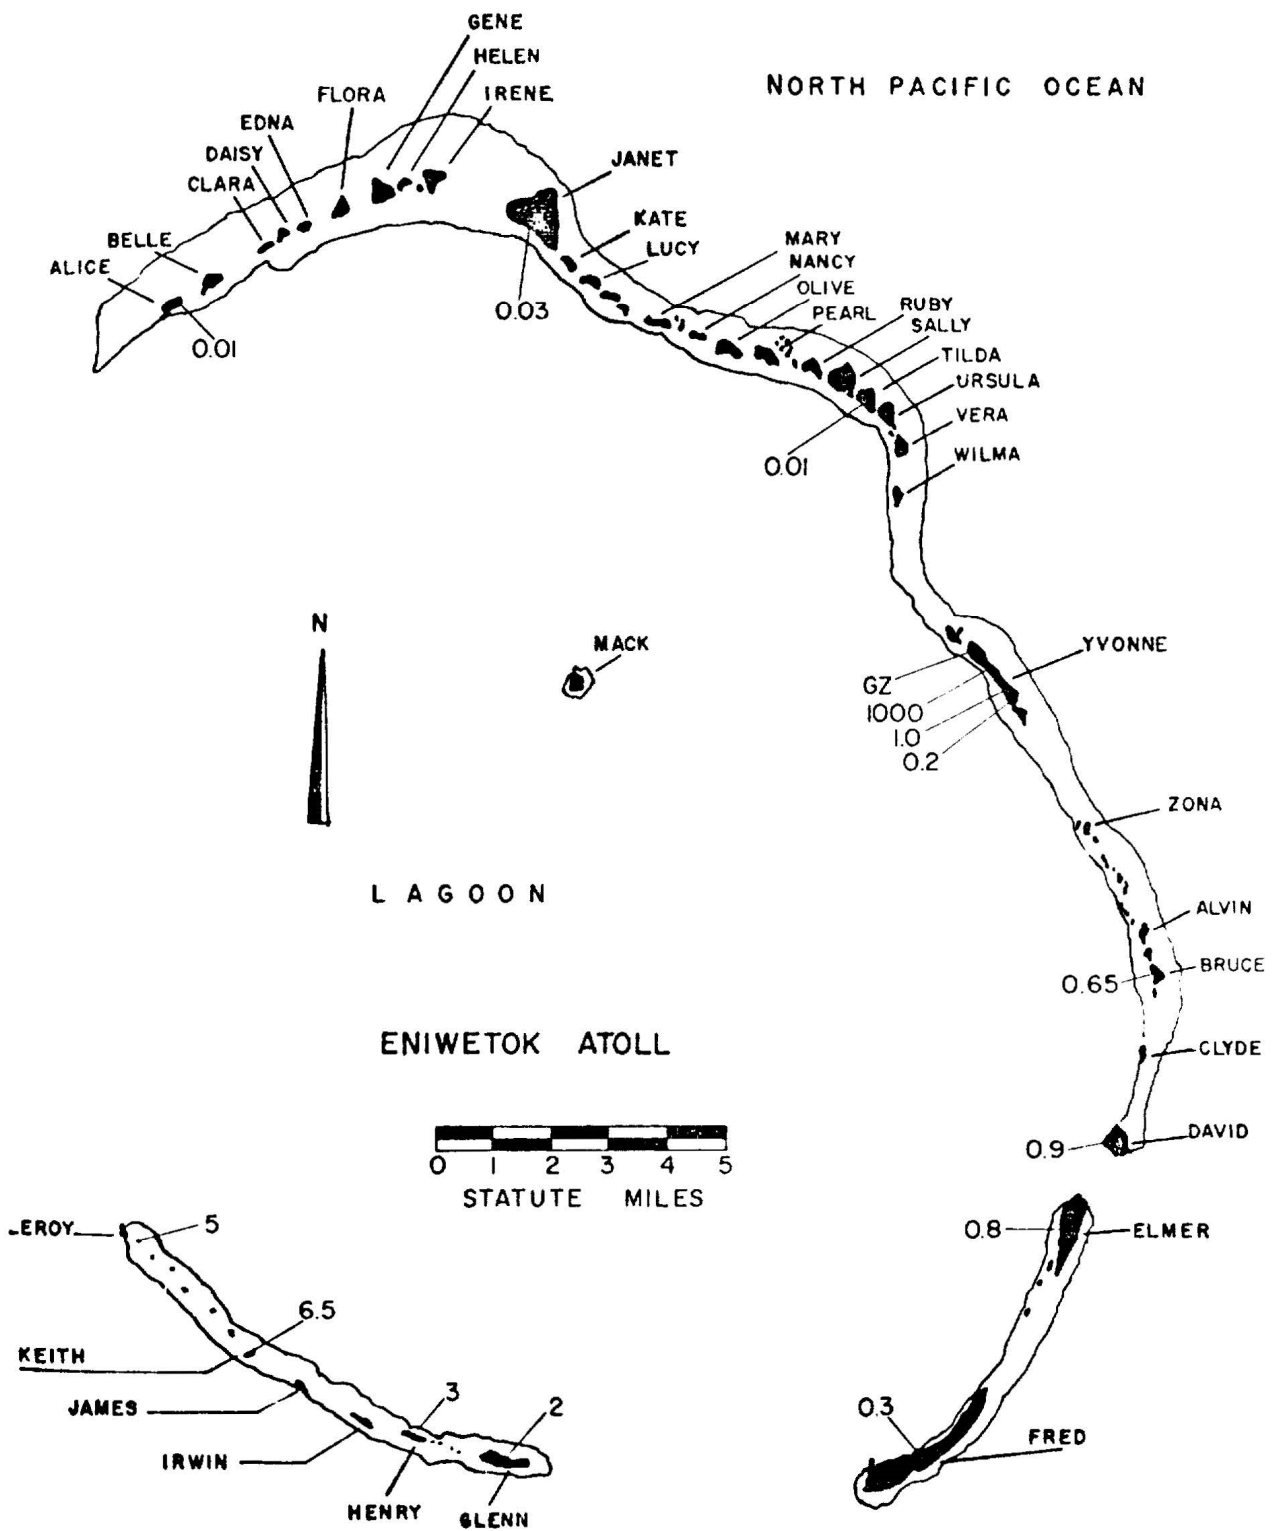 GENE
HELEN
IRENE
FLORA
EDNA
DAISY
CLARA
BELLE
ALICE
0.01
NORTH PACIFIC OCEAN
JANET
KATE
LUCY
0.03
MARY
NANCY
OLIVE
PEARL
RUBY
SALLY
TILDA
URSULA
VERA
WILMA
0.01
N
MACK
YVONNE
GZ
1000
1.0
0.2
ZONA
LAGOON
ALVIN
BRUCE
0.65
ENIWETOK ATOLL
CLYDE
DAVID
0.9
0 1 2 3 4 5
STATUTE MILES
LEROY
5
6.5
KEITH
JAMES
3
2
IRWIN
HENRY
GLENN
0.8
ELMER
0.3
FRED